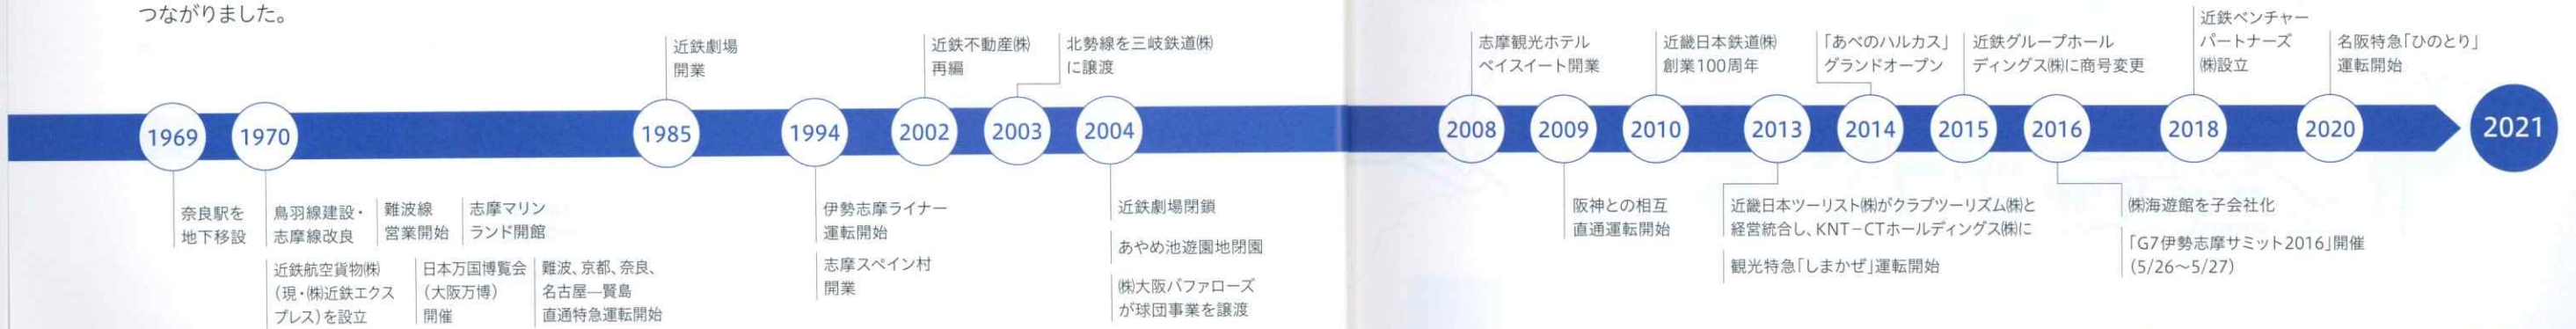 つながりました。
近鉄劇場
開業
近鉄不動産㈱
再編
北勢線を三岐鉄道㈱
に譲渡
志摩観光ホテル
ベイスイート開業
近畿日本鉄道㈱
創業100周年
「あべのハルカス」
グランドオープン
近鉄グループホール
ディングス㈱に商号変更
近鉄ベンチャー
パートナーズ
㈱設立
名阪特急「ひのとり」
運転開始
1969
1970
1985
1994
2002
2003
2004
2008
2009
2010
2013
2014
2015
2016
2018
2020
2021
奈良駅を
地下移設
鳥羽線建設・
志摩線改良
難波線
営業開始
志摩マリン
ランド開館
近鉄航空貨物㈱
（現・㈱近鉄エクス
プレス）を設立
日本万国博覧会
（大阪万博）
開催
難波、京都、奈良、
名古屋―賢島
直通特急運転開始
伊勢志摩ライナー
運転開始
志摩スペイン村
開業
近鉄劇場閉鎖
あやめ池遊園地閉園
㈱大阪バファローズ
が球団事業を譲渡
阪神との相互
直通運転開始
近畿日本ツーリスト㈱がクラブツーリズム㈱と
経営統合し、KNT−CTホールディングス㈱に
観光特急「しまかぜ」運転開始
㈱海遊館を子会社化
「G7伊勢志摩サミット2016」開催
（5/26〜5/27）